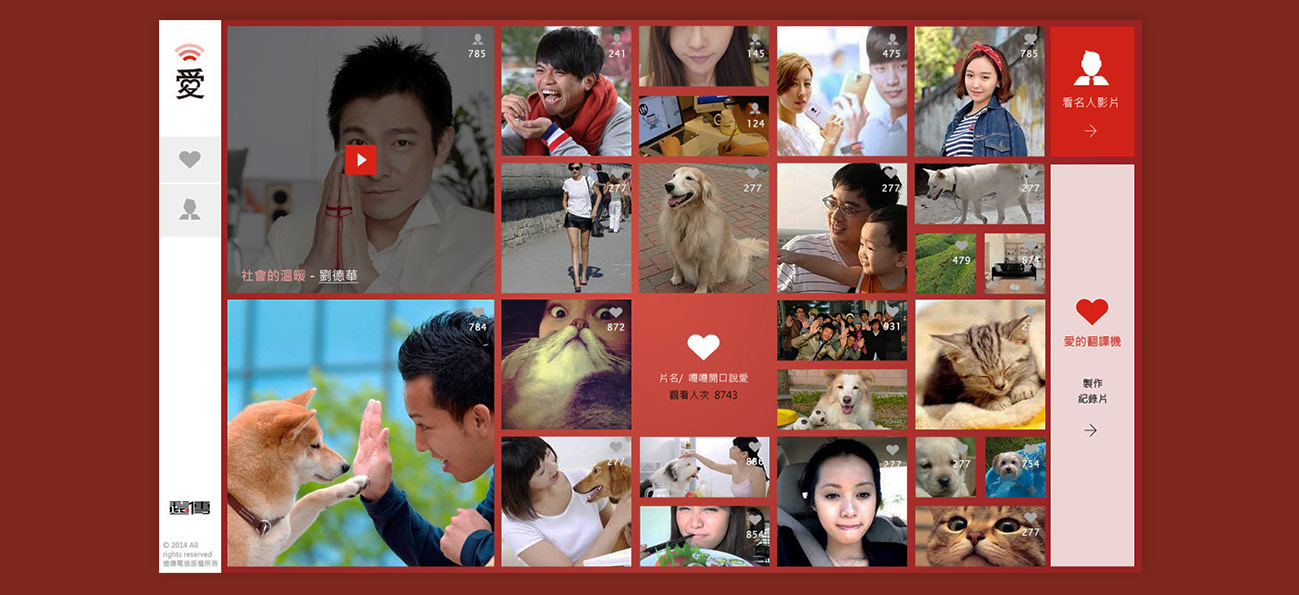 愛
785
社會的溫暖 - 劉德華
241
145
124
475
785
看名人影片
277
277
277
277
479
874
784
872
片名/ 嘎嘎開口說愛
觀看人次 8743
931
愛的翻譯機
製作
紀錄片
277
854
277
277
754
277
遠傳
© 2014 All
rights reserved
遠傳電信版權所有